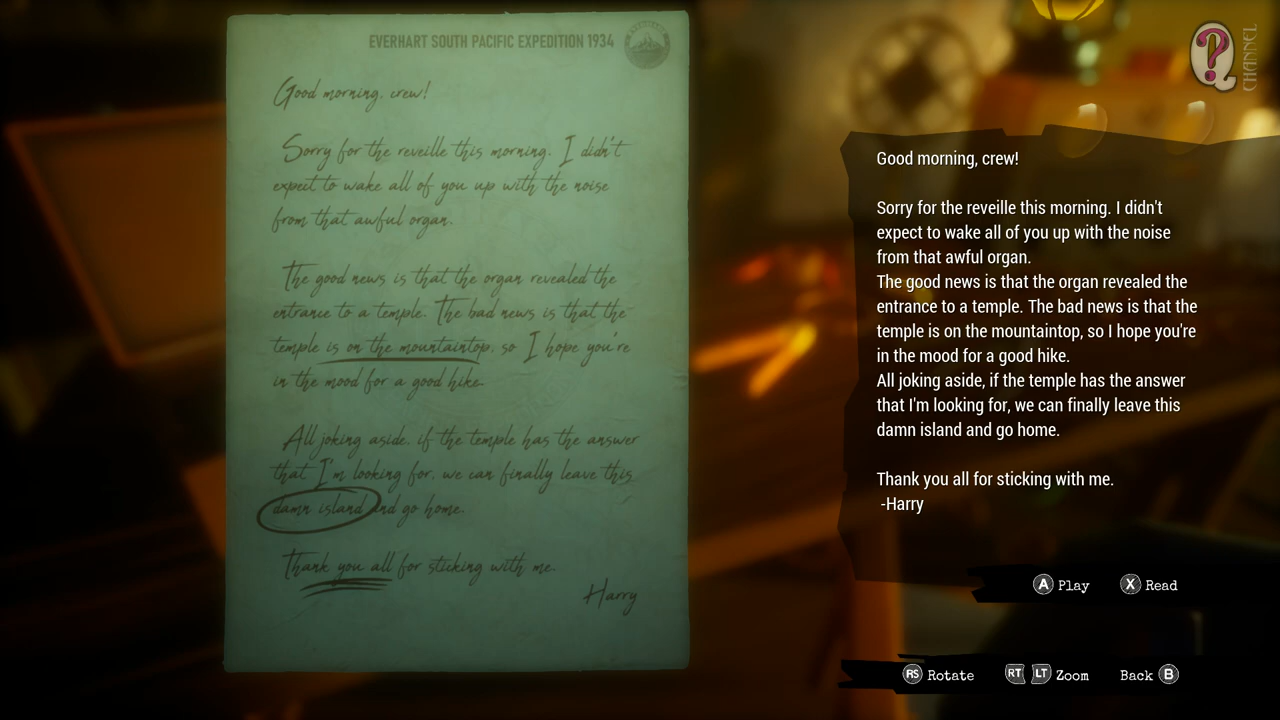 EVERHART SOUTH PACIFIC EXPEDITION 1934
Good morning, crew!
Sorry for the reveille this morning. I didn't
expect to wake all of you up with the noise
from that awful organ.
The good news is that the organ revealed the
entrance to a temple. The bad news is that the
temple is on the mountaintop, so I hope you're
in the mood for a good hike.
All joking aside, if the temple has the answer
that I'm looking for, we can finally leave this
damn island and go home.
Thank you all for sticking with me.
Harry
? CHANNEL
Good morning, crew!
Sorry for the reveille this morning. I didn't
expect to wake all of you up with the noise
from that awful organ.
The good news is that the organ revealed the
entrance to a temple. The bad news is that the
temple is on the mountaintop, so I hope you're
in the mood for a good hike.
All joking aside, if the temple has the answer
that I'm looking for, we can finally leave this
damn island and go home.
Thank you all for sticking with me.
-Harry
A Play X Read
RS Rotate RT LT Zoom Back B